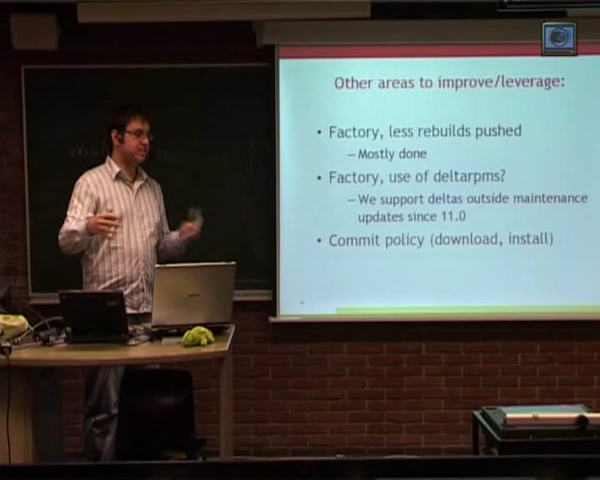 Other areas to improve/leverage:
• Factory, less rebuilds pushed
– Mostly done
• Factory, use of deltarpms?
– We support deltas outside maintenance
updates since 11.0
• Commit policy (download, install)